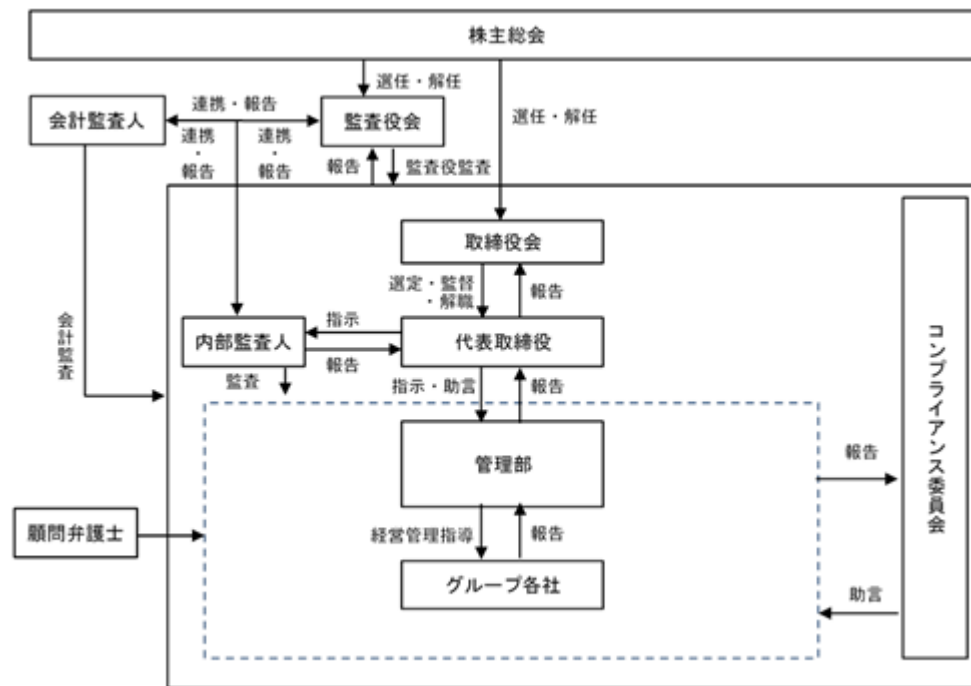 株主総会
選任・解任
会計監査人
連携・報告
監査役会
選任・解任
連携
・
報告
連携
・
報告
報告
監査役監査
取締役会
選定・監督
・解職
報告
会計監査
指示
内部監査人
代表取締役
報告
監査
指示・助言
報告
管理部
報告
コンプライアンス委員会
顧問弁護士
経営管理指導
報告
グループ各社
助言